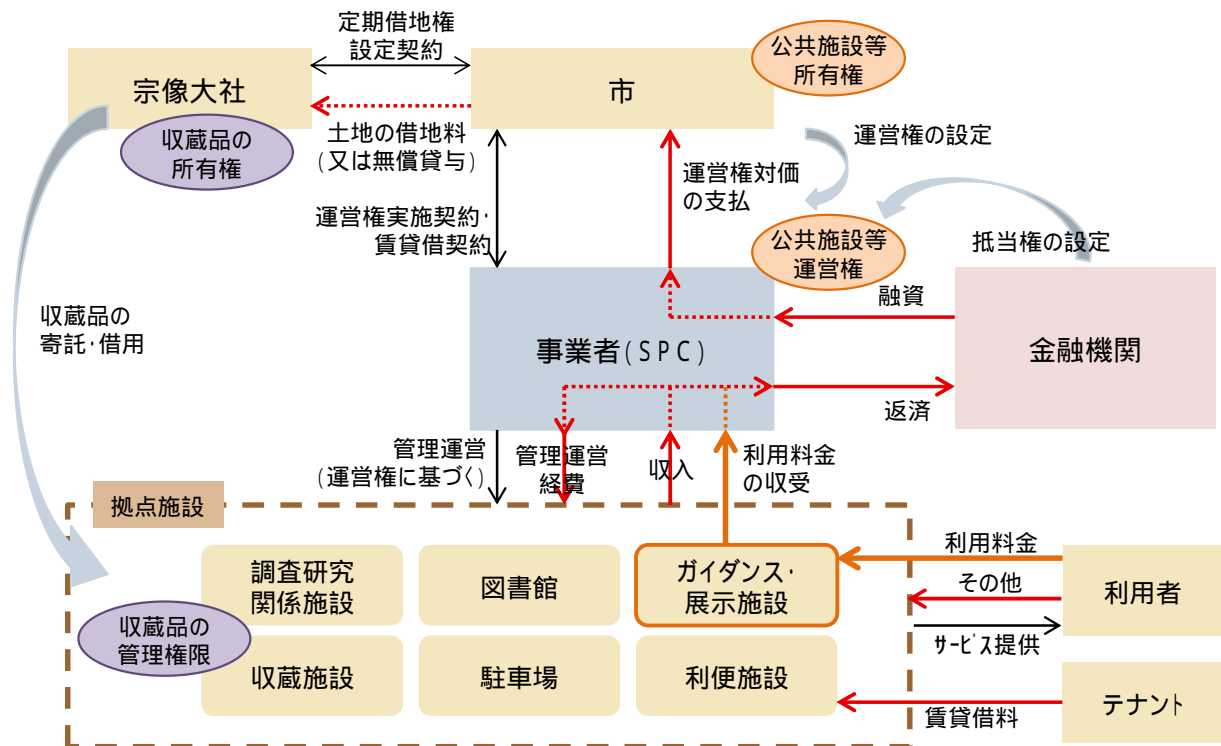 定期借地権
設定契約
宗像大社
市
公共施設等
所有権
収蔵品の
所有権
土地の借地料
(又は無償貸与)
運営権の設定
運営権対価
の支払
運営権実施契約・
賃貸借契約
公共施設等
運営権
抵当権の設定
収蔵品の
寄託・借用
融資
事業者(SPC)
金融機関
返済
管理運営
(運営権に基づく)
管理運営
経費
収入
利用料金
の収受
拠点施設
調査研究
関係施設
図書館
ガイダンス・
展示施設
利用料金
その他
利用者
サービス提供
収蔵品の
管理権限
収蔵施設
駐車場
利便施設
賃貸借料
テナント